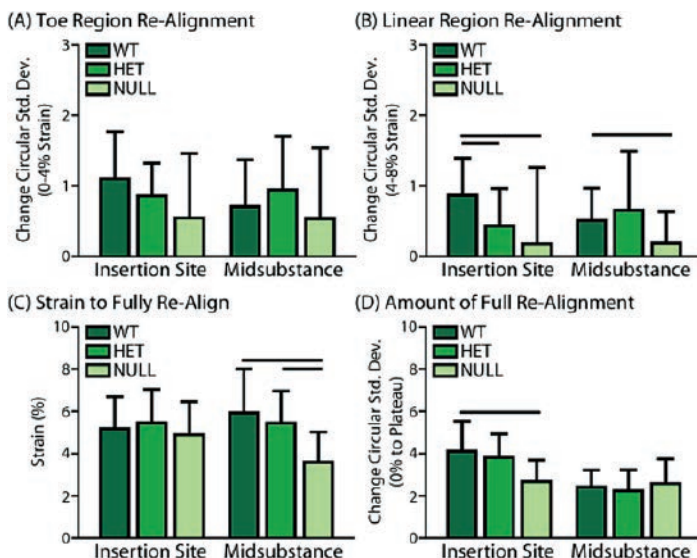 (A) Toe Region Re-Alignment
Change Circular Std. Dev.
(0-4% Strain)
3
2
1
0
WT
HET
NULL
Insertion Site Midsubstance
(B) Linear Region Re-Alignment
Change Circular Std. Dev.
(4-8% Strain)
3
2
1
0
WT
HET
NULL
Insertion Site Midsubstance
(C) Strain to Fully Re-Align
Strain (%)
10
8
6
4
2
0
WT
HET
NULL
Insertion Site Midsubstance
(D) Amount of Full Re-Alignment
Change Circular Std. Dev.
(0% to Plateau)
10
8
6
4
2
0
WT
HET
NULL
Insertion Site Midsubstance